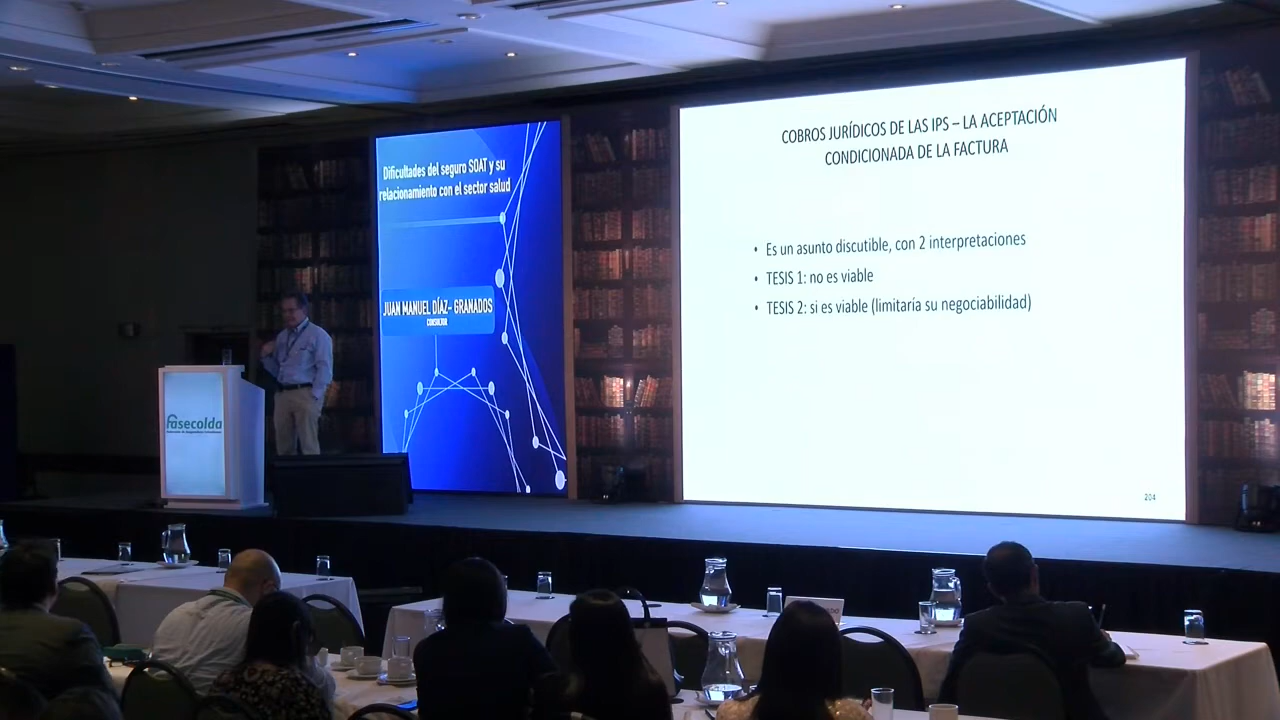 Dificultades del seguro SOAT y su
relacionamiento con el sector salud
JUAN MANUEL DÍAZ- GRANADOS
CONSULTOR
fasecolda
COBROS JURÍDICOS DE LAS IPS – LA ACEPTACIÓN
CONDICIONADA DE LA FACTURA
• Es un asunto discutible, con 2 interpretaciones
• TESIS 1: no es viable
• TESIS 2: si es viable (limitaría su negociabilidad)
204